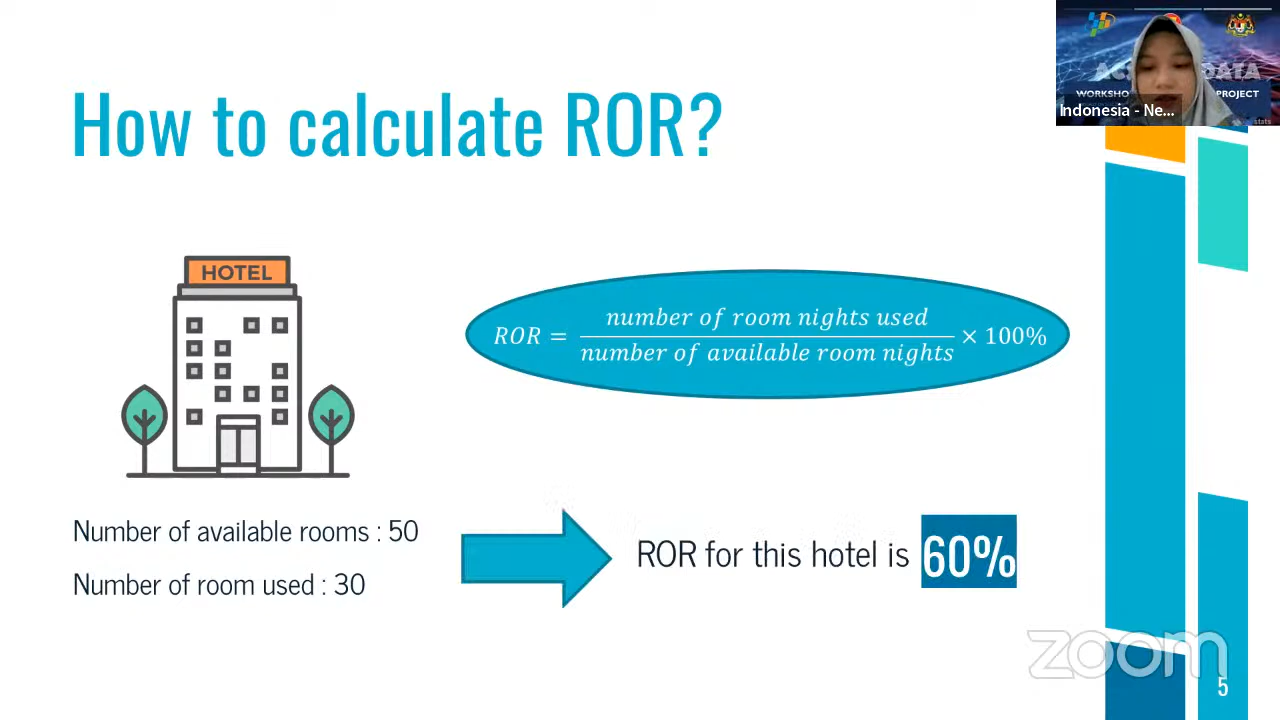 How to calculate ROR?
HOTEL
ROR = number of room nights used / number of available room nights × 100%
Number of available rooms : 50
Number of room used : 30
ROR for this hotel is 60%
WORKSHO
PROJECT
Indonesia - Ne...
stats
zoom
5